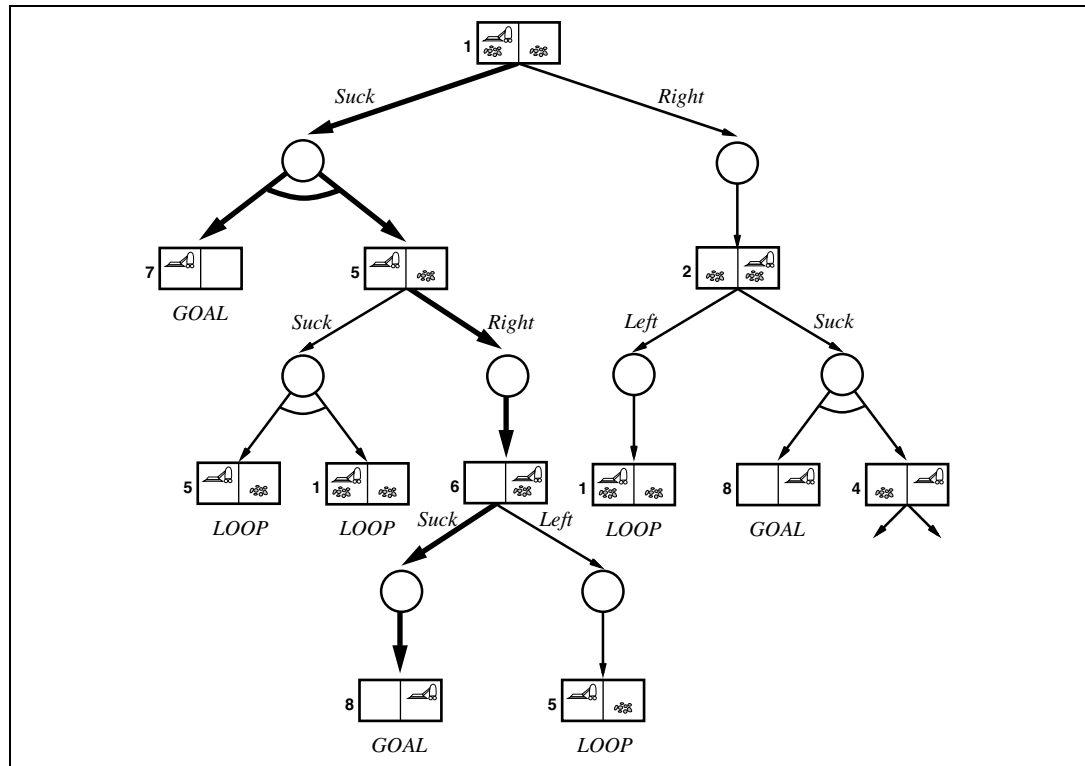 1
Suck Right
7 5 2
GOAL
Suck Right Left Suck
5 1 6 1 8 4
LOOP LOOP LOOP GOAL
Suck Left
8 5
GOAL LOOP